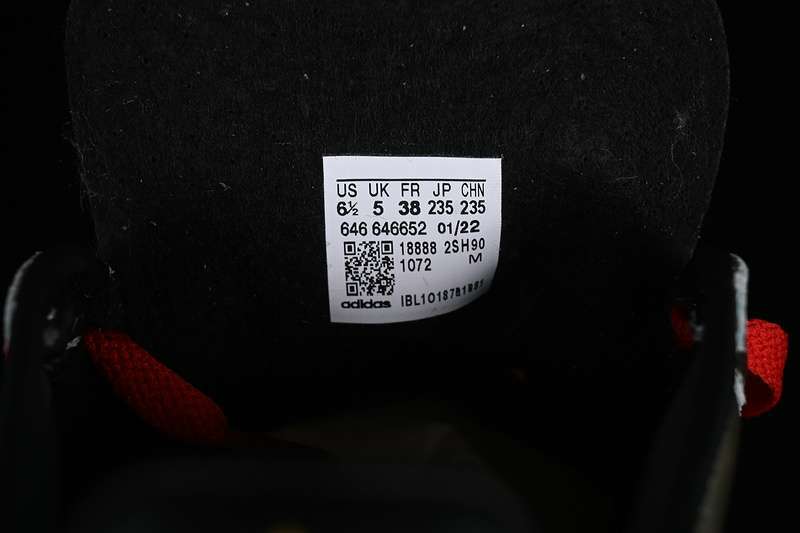 US UK FR JP CHN
6½ 5 38 235 235
646 646652 01/22
18888 2SH90
1072 M
adidas